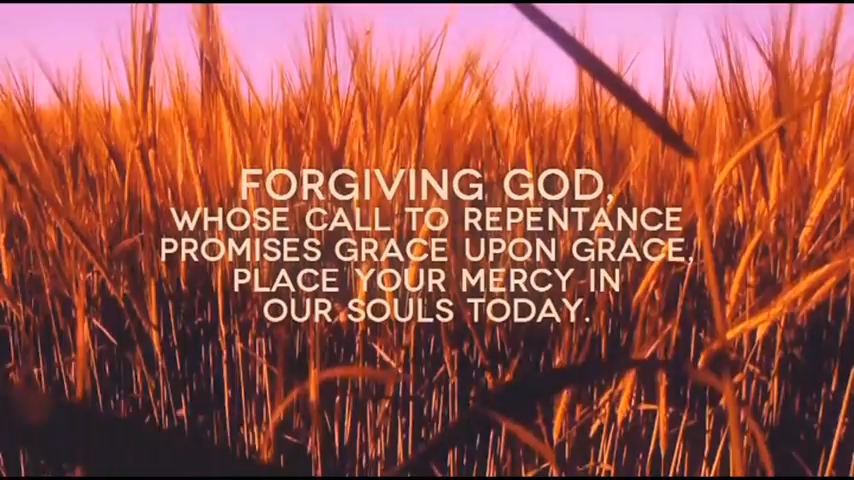 FORGIVING GOD,
WHOSE CALL TO REPENTANCE
PROMISES GRACE UPON GRACE,
PLACE YOUR MERCY IN
OUR SOULS TODAY.